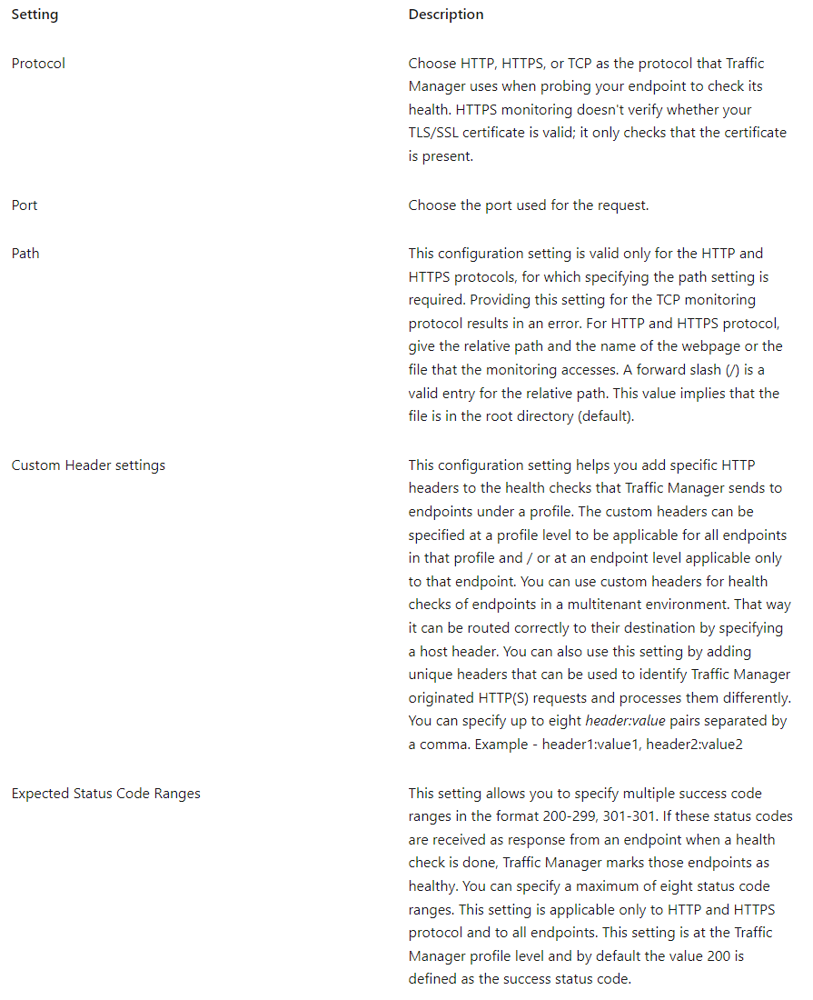 Setting
Description
Protocol
Choose HTTP, HTTPS, or TCP as the protocol that Traffic
Manager uses when probing your endpoint to check its
health. HTTPS monitoring doesn't verify whether your
TLS/SSL certificate is valid; it only checks that the certificate
is present.
Port
Choose the port used for the request.
Path
This configuration setting is valid only for the HTTP and
HTTPS protocols, for which specifying the path setting is
required. Providing this setting for the TCP monitoring
protocol results in an error. For HTTP and HTTPS protocol,
give the relative path and the name of the webpage or the
file that the monitoring accesses. A forward slash (/) is a
valid entry for the relative path. This value implies that the
file is in the root directory (default).
Custom Header settings
This configuration setting helps you add specific HTTP
headers to the health checks that Traffic Manager sends to
endpoints under a profile. The custom headers can be
specified at a profile level to be applicable for all endpoints
in that profile and / or at an endpoint level applicable only
to that endpoint. You can use custom headers for health
checks of endpoints in a multitenant environment. That way
it can be routed correctly to their destination by specifying
a host header. You can also use this setting by adding
unique headers that can be used to identify Traffic Manager
originated HTTP(S) requests and processes them differently.
You can specify up to eight header:value pairs separated by
a comma. Example - header1:value1, header2:value2
Expected Status Code Ranges
This setting allows you to specify multiple success code
ranges in the format 200-299, 301-301. If these status codes
are received as response from an endpoint when a health
check is done, Traffic Manager marks those endpoints as
healthy. You can specify a maximum of eight status code
ranges. This setting is applicable only to HTTP and HTTPS
protocol and to all endpoints. This setting is at the Traffic
Manager profile level and by default the value 200 is
defined as the success status code.